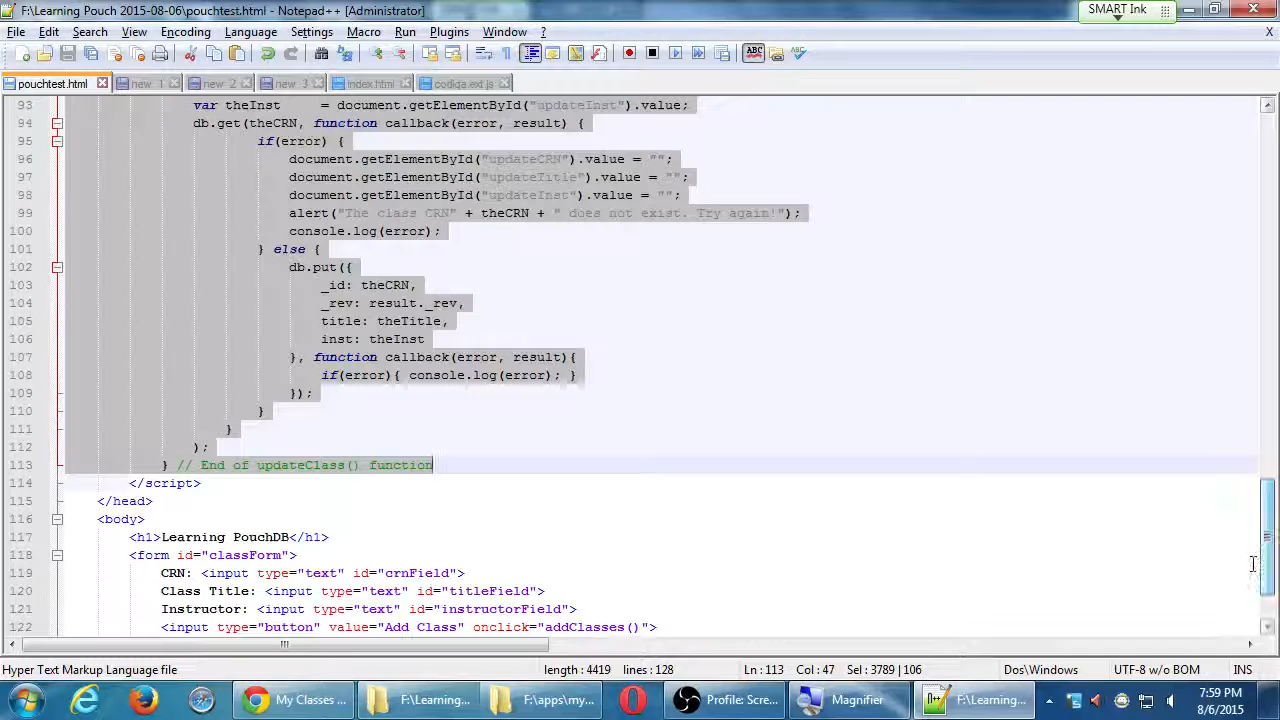 F:\Learning Pouch 2015-08-06\pouchtest.html - Notepad++ [Administrator]
SMART Ink
File Edit Search View Encoding Language Settings Macro Run Plugins Window ? X
pouchtest.html new 1 new 2 new 3 index.html codiqa.ext.js
93 var theInst = document.getElementById("updateInst").value;
94 db.get(theCRN, function callback(error, result) {
95 if(error) {
96 document.getElementById("updateCRN").value = "";
97 document.getElementById("updateTitle").value = "";
98 document.getElementById("updateInst").value = "";
99 alert("The class CRN" + theCRN + " does not exist. Try again!");
100 console.log(error);
101 } else {
102 db.put({
103 _id: theCRN,
104 _rev: result._rev,
105 title: theTitle,
106 inst: theInst
107 }, function callback(error, result){
108 if(error){ console.log(error); }
109 });
110 }
111 }
112 );
113 } // End of updateClass() function
114 </script>
115 </head>
116 <body>
117 <h1>Learning PouchDB</h1>
118 <form id="classForm">
119 CRN: <input type="text" id="crnField">
120 Class Title: <input type="text" id="titleField">
121 Instructor: <input type="text" id="instructorField">
122 <input type="button" value="Add Class" onclick="addClasses()">
Hyper Text Markup Language file length : 4419 lines : 128 Ln : 113 Col : 47 Sel : 3789 | 106 Dos\Windows UTF-8 w/o BOM INS
My Classes ... F:\Learning... F:\apps\my... Profile: Scre... Magnifier F:\Learning... 7:59 PM
8/6/2015